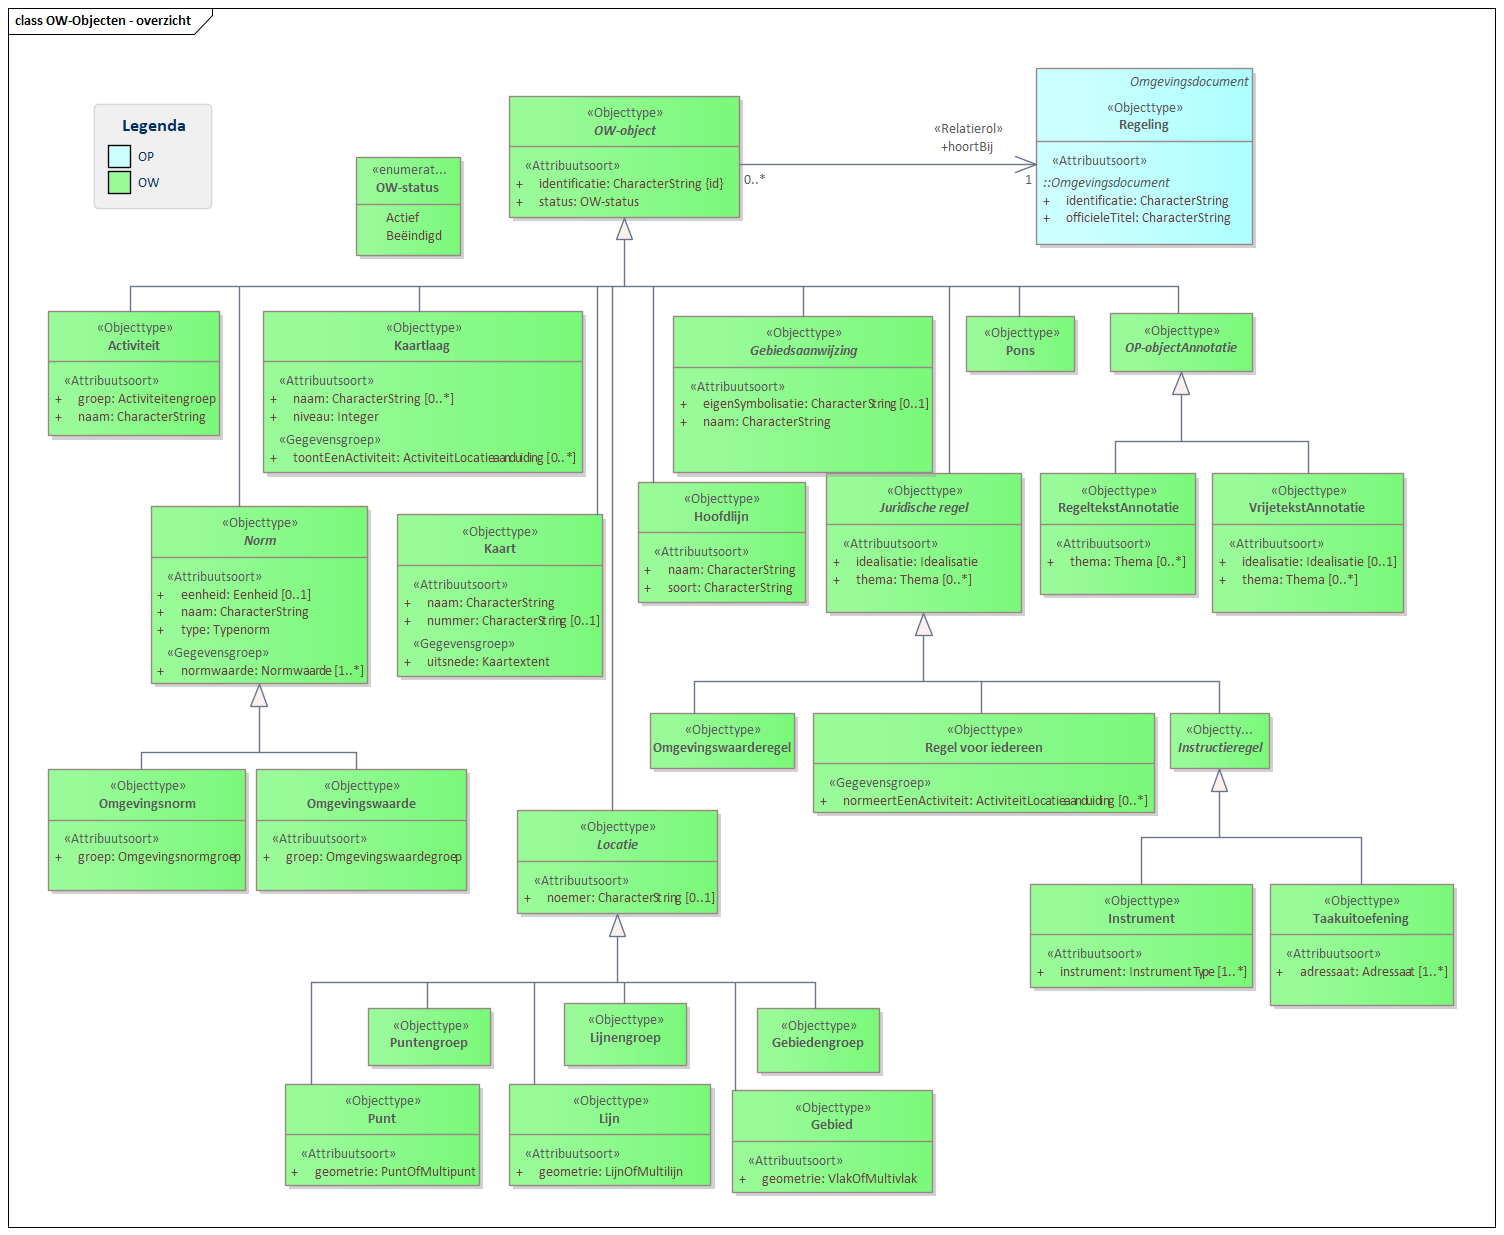 class OW-Objecten - overzicht
Legenda
OP
OW
«enumerat...
OW-status
Actief
Beëindigd
«Objecttype»
OW-object
«Attribuutsoort»
+ identificatie: CharacterString {id}
+ status: OW-status
0..*
«Relatierol»
+hoortBij
1
Omgevingsdocument
«Objecttype»
Regeling
«Attribuutsoort»
::Omgevingsdocument
+ identificatie: CharacterString
+ officieleTitel: CharacterString
«Objecttype»
Activiteit
«Attribuutsoort»
+ groep: Activiteitengroep
+ naam: CharacterString
«Objecttype»
Kaartlaag
«Attribuutsoort»
+ naam: CharacterString [0..*]
+ niveau: Integer
«Gegevensgroep»
+ toontEenActiviteit: ActiviteitLocatieaanduiding [0..*]
«Objecttype»
Gebiedsaanwijzing
«Attribuutsoort»
+ eigenSymbolisatie: CharacterString [0..1]
+ naam: CharacterString
«Objecttype»
Pons
«Objecttype»
OP-objectAnnotatie
«Objecttype»
Norm
«Attribuutsoort»
+ eenheid: Eenheid [0..1]
+ naam: CharacterString
+ type: Typenorm
«Gegevensgroep»
+ normwaarde: Normwaarde [1..*]
«Objecttype»
Kaart
«Attribuutsoort»
+ naam: CharacterString
+ nummer: CharacterString [0..1]
«Gegevensgroep»
+ uitsnede: Kaartextent
«Objecttype»
Hoofdlijn
«Attribuutsoort»
+ naam: CharacterString
+ soort: CharacterString
«Objecttype»
Juridische regel
«Attribuutsoort»
+ idealisatie: Idealisatie
+ thema: Thema [0..*]
«Objecttype»
RegeltekstAnnotatie
«Attribuutsoort»
+ thema: Thema [0..*]
«Objecttype»
VrijetekstAnnotatie
«Attribuutsoort»
+ idealisatie: Idealisatie [0..1]
+ thema: Thema [0..*]
«Objecttype»
Omgevingswaarderegel
«Objecttype»
Regel voor iedereen
«Gegevensgroep»
+ normeertEenActiviteit: ActiviteitLocatieaanduiding [0..*]
«Objectty...
Instructieregel
«Objecttype»
Omgevingsnorm
«Attribuutsoort»
+ groep: Omgevingsnormgroep
«Objecttype»
Omgevingswaarde
«Attribuutsoort»
+ groep: Omgevingswaardegroep
«Objecttype»
Locatie
«Attribuutsoort»
+ noemer: CharacterString [0..1]
«Objecttype»
Instrument
«Attribuutsoort»
+ instrument: InstrumentType [1..*]
«Objecttype»
Taakuitoefening
«Attribuutsoort»
+ adressaat: Adressaat [1..*]
«Objecttype»
Puntengroep
«Objecttype»
Lijnengroep
«Objecttype»
Gebiedengroep
«Objecttype»
Punt
«Attribuutsoort»
+ geometrie: PuntOfMultipunt
«Objecttype»
Lijn
«Attribuutsoort»
+ geometrie: LijnOfMultilijn
«Objecttype»
Gebied
«Attribuutsoort»
+ geometrie: VlakOfMultivlak